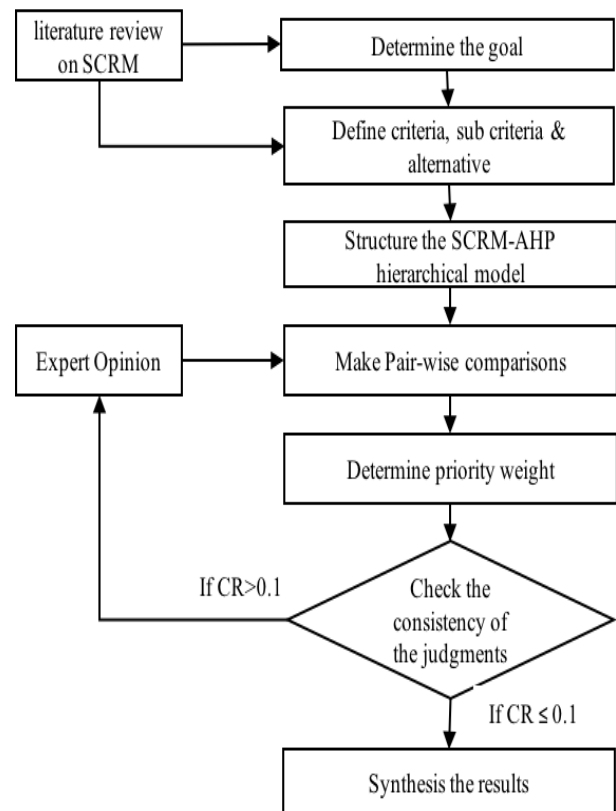 literature review
on SCRM
Determine the goal
Define criteria, sub criteria &
alternative
Structure the SCRM-AHP
hierarchical model
Expert Opinion
Make Pair-wise comparisons
Determine priority weight
If CR>0.1
Check the
consistency of
the judgments
If CR ≤ 0.1
Synthesis the results